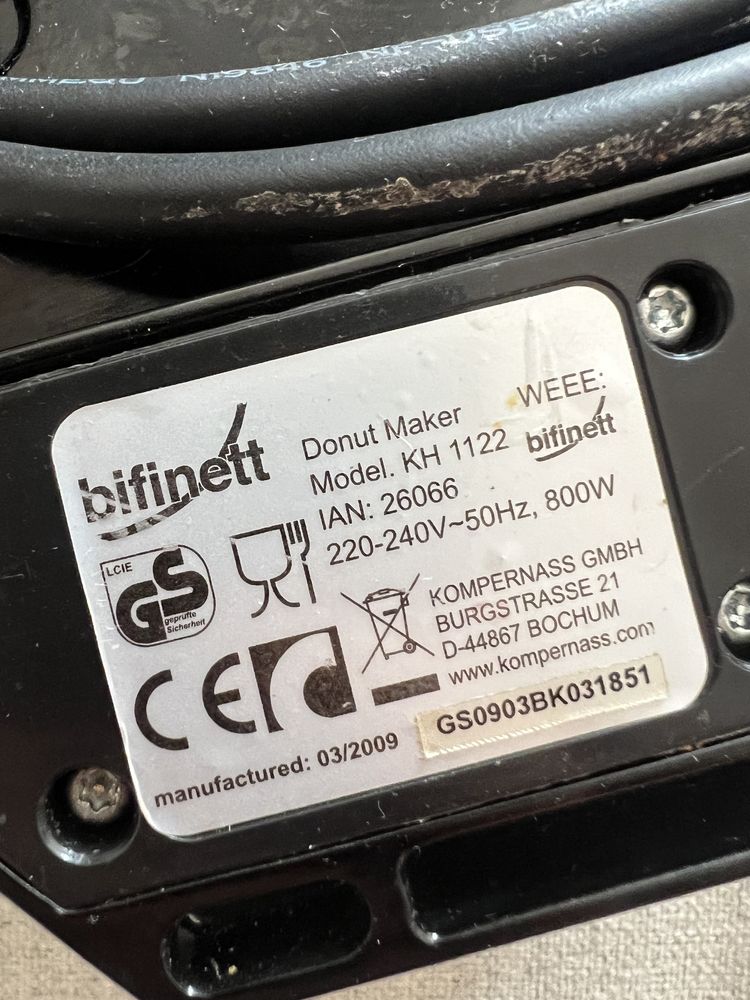 bifinett
Donut Maker
Model. KH 1122
IAN: 26066
220-240V~50Hz, 800W
WEEE:
bifinett
LCIE
GS
geprüfte
Sicherheit
CE
KOMPERNASS GMBH
BURGSTRASSE 21
D-44867 BOCHUM
www.kompernass.com
manufactured: 03/2009
GS0903BK031851